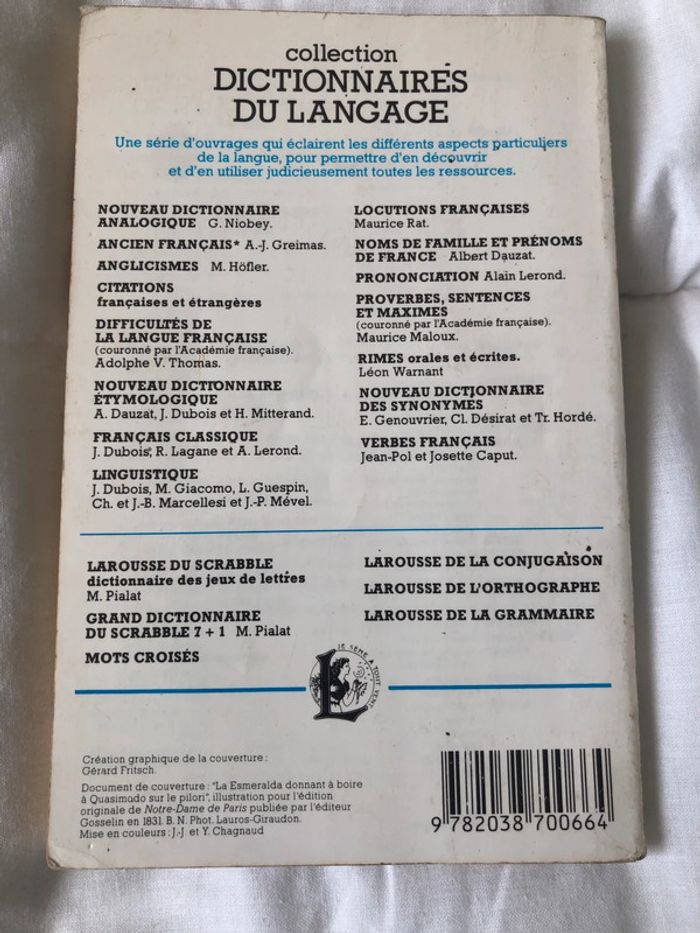 collection
DICTIONNAIRES
DU LANGAGE
Une série d'ouvrages qui éclairent les différents aspects particuliers
de la langue, pour permettre d'en découvrir
et d'en utiliser judicieusement toutes les ressources.
NOUVEAU DICTIONNAIRE
ANALOGIQUE G. Niobey.
ANCIEN FRANÇAIS* A.-J. Greimas.
ANGLICISMES M. Höfler.
CITATIONS
françaises et étrangères
DIFFICULTÉS DE
LA LANGUE FRANÇAISE
(couronné par l'Académie française).
Adolphe V. Thomas.
NOUVEAU DICTIONNAIRE
ÉTYMOLOGIQUE
A. Dauzat, J. Dubois et H. Mitterand.
FRANÇAIS CLASSIQUE
J. Dubois, R. Lagane et A. Lerond.
LINGUISTIQUE
J. Dubois, M. Giacomo, L. Guespin,
Ch. et J.-B. Marcellesi et J.-P. Mével.
LOCUTIONS FRANÇAISES
Maurice Rat.
NOMS DE FAMILLE ET PRÉNOMS
DE FRANCE Albert Dauzat.
PRONONCIATION Alain Lerond.
PROVERBES, SENTENCES
ET MAXIMES
(couronné par l'Académie française).
Maurice Maloux.
RIMES orales et écrites.
Léon Warnant
NOUVEAU DICTIONNAIRE
DES SYNONYMES
E. Genouvrier, Cl. Désirat et Tr. Hordé.
VERBES FRANÇAIS
Jean-Pol et Josette Caput.
LAROUSSE DU SCRABBLE
dictionnaire des jeux de lettres
M. Pialat
GRAND DICTIONNAIRE
DU SCRABBLE 7 + 1 M. Pialat
MOTS CROISÉS
LAROUSSE DE LA CONJUGAISON
LAROUSSE DE L'ORTHOGRAPHE
LAROUSSE DE LA GRAMMAIRE
L
JE SÈME À TOUT VENT
Création graphique de la couverture :
Gérard Fritsch.
Document de couverture : "La Esmeralda donnant à boire
à Quasimodo sur le pilori", illustration pour l'édition
originale de Notre-Dame de Paris publiée par l'éditeur
Gosselin en 1831. B. N. Phot. Lauros-Giraudon.
Mise en couleurs : J.-J. et Y. Chagnaud
9 782038 700664